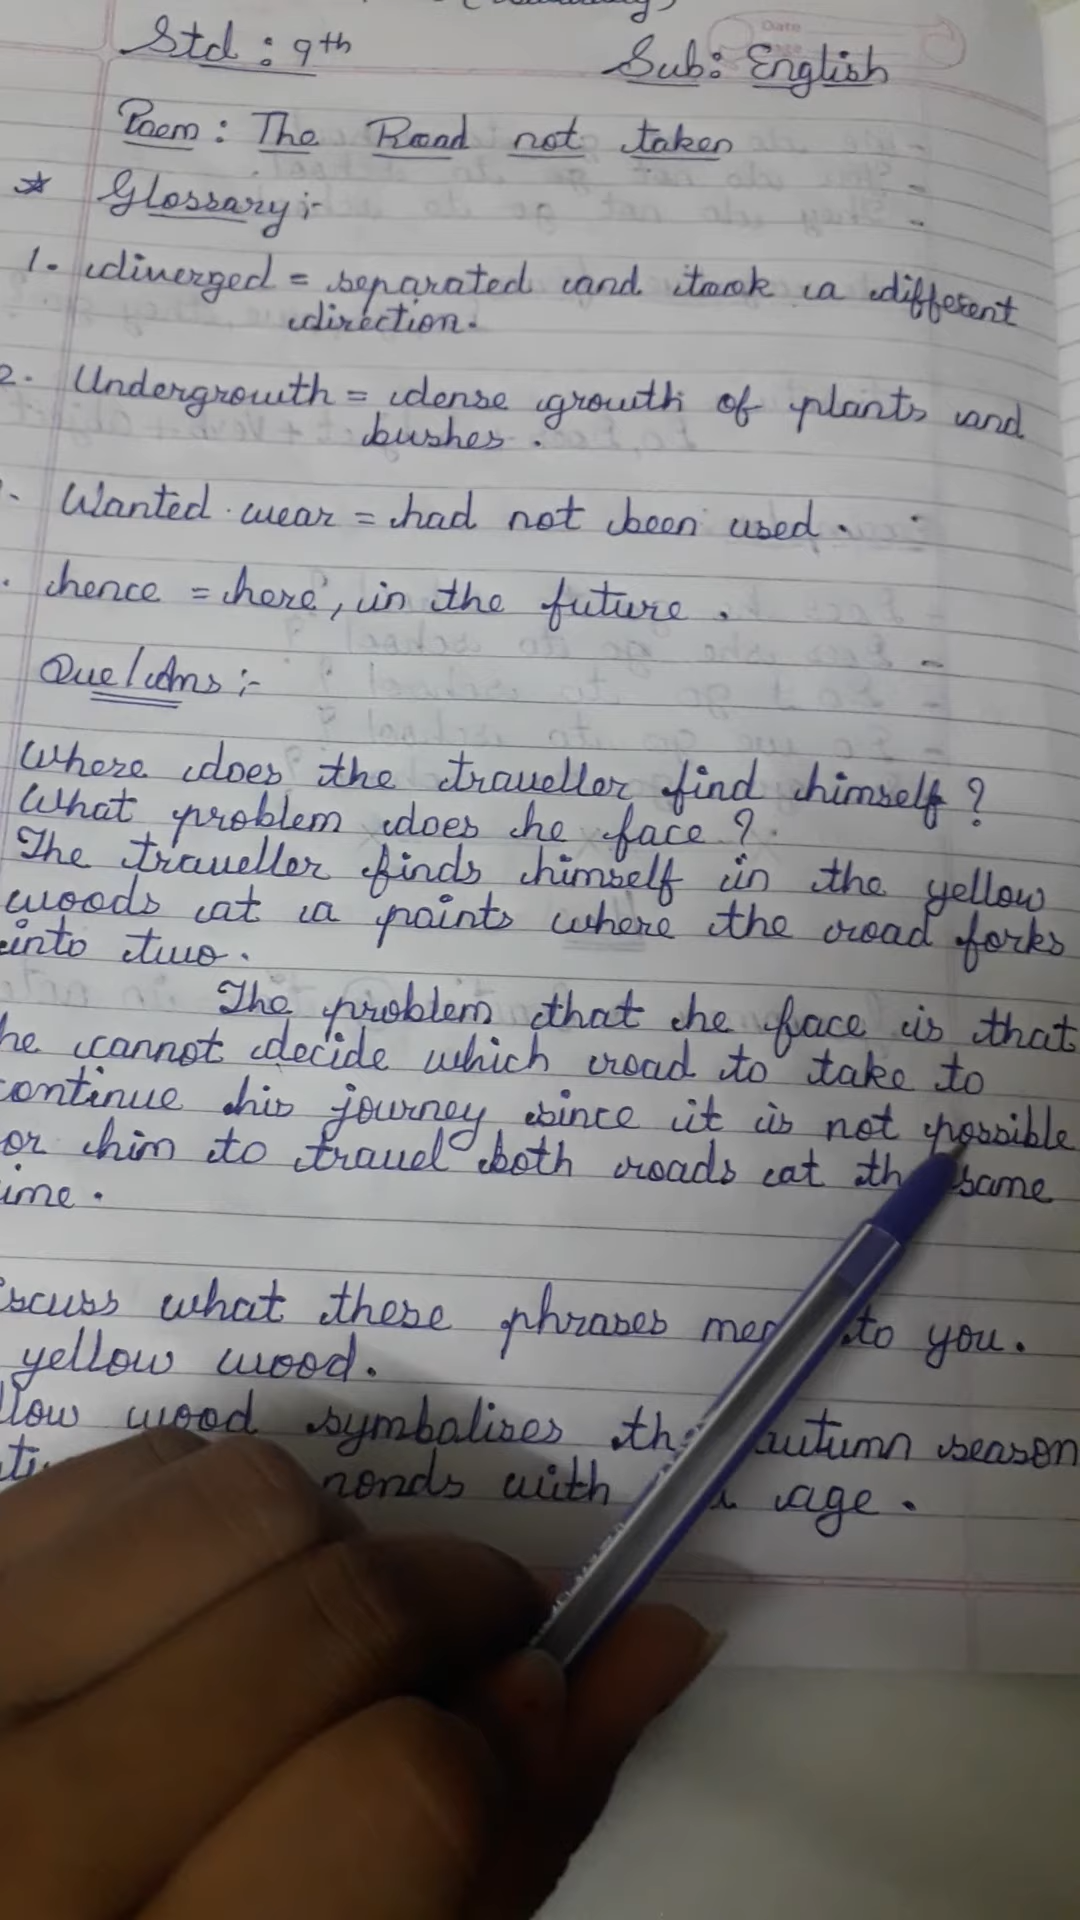 Std : 9th Sub: English
Poem : The Road not taken
* Glossary :-
1. diverged = separated and took a different
direction.
2. Undergrowth = dense growth of plants and
bushes.
Wanted wear = had not been used.
hence = here, in the future.
Que/Ans :-
Where does the traveller find himself?
What problem does he face?
The traveller finds himself in the yellow
woods at a points where the road forks
into two.
The problem that he face is that
he cannot decide which road to take to
continue his journey since it is not possible
or him to travel both roads at the same
ime.
iscuss what these phrases mean to you.
yellow wood.
llow wood symbolises the autumn season
with age.